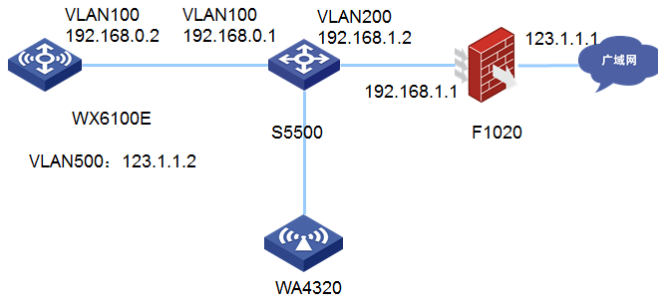 VLAN100
192.168.0.2
VLAN100
192.168.0.1
VLAN200
192.168.1.2
123.1.1.1
广域网
192.168.1.1
WX6100E
S5500
F1020
VLAN500：123.1.1.2
WA4320